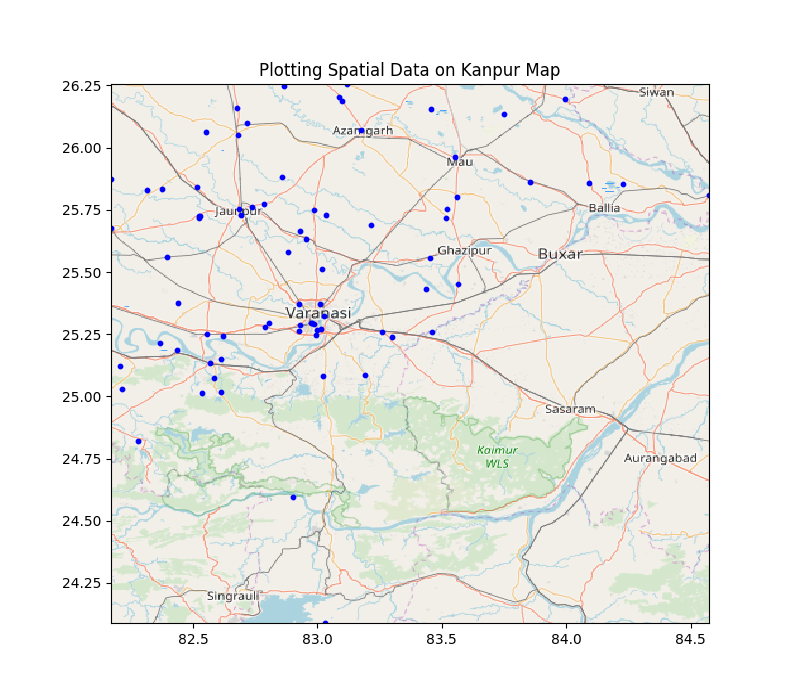 Plotting Spatial Data on Kanpur Map
26.25
Siwan
Azamgarh
26.00
Mau
25.75
Jaunpur
Ballia
Ghazipur
Buxar
25.50
Varanasi
25.25
25.00
Sasaram
Kaimur
WLS
24.75
Aurangabad
24.50
24.25
Singrauli
82.5
83.0
83.5
84.0
84.5